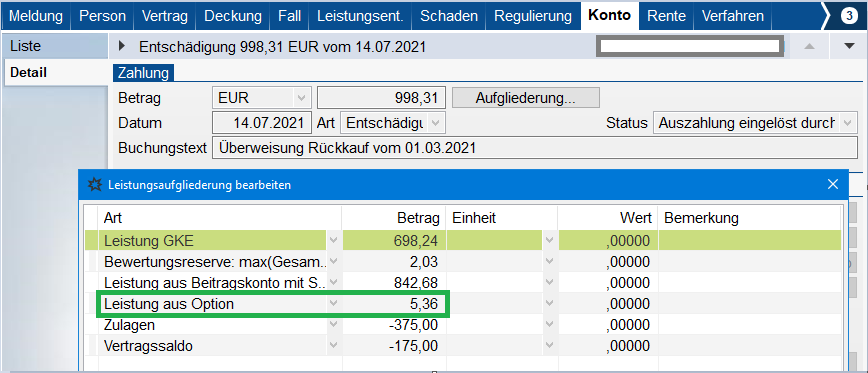 Meldung Person Vertrag Deckung Fall Leistungsent. Schaden Regulierung Konto Rente Verfahren 3
Liste
Entschädigung 998,31 EUR vom 14.07.2021
Detail
Zahlung
Betrag EUR 998,31 Aufgliederung...
Datum 14.07.2021 Art Entschädigu Status Auszahlung eingelöst durch
Buchungstext Überweisung Rückkauf vom 01.03.2021
Leistungsaufgliederung bearbeiten
Art Betrag Einheit Wert Bemerkung
Leistung GKE 698,24 ,00000
Bewertungsreserve: max(Gesam... 2,03 ,00000
Leistung aus Beitragskonto mit S... 842,68 ,00000
Leistung aus Option 5,36 ,00000
Zulagen -375,00 ,00000
Vertragssaldo -175,00 ,00000